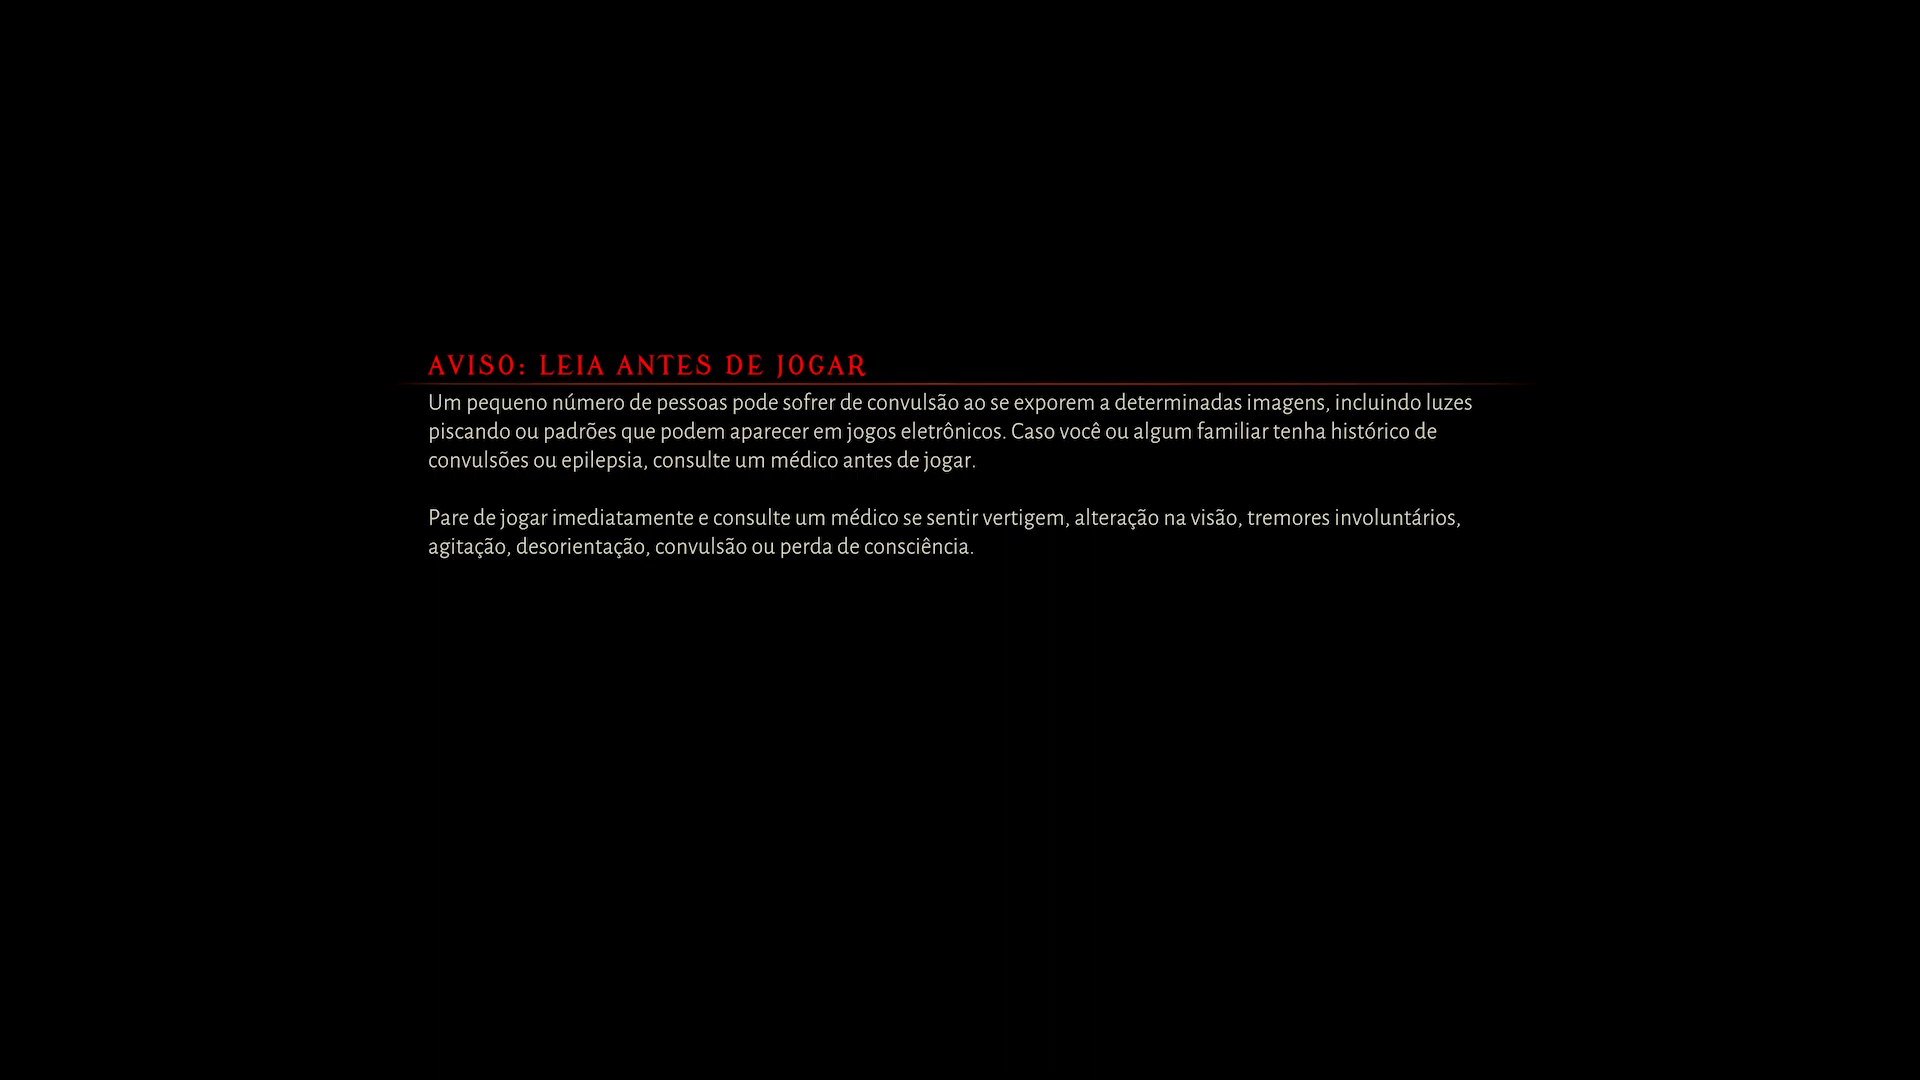 AVISO: LEIA ANTES DE JOGAR
Um pequeno número de pessoas pode sofrer de convulsão ao se exporem a determinadas imagens, incluindo luzes
piscando ou padrões que podem aparecer em jogos eletrônicos. Caso você ou algum familiar tenha histórico de
convulsões ou epilepsia, consulte um médico antes de jogar.
Pare de jogar imediatamente e consulte um médico se sentir vertigem, alteração na visão, tremores involuntários,
agitação, desorientação, convulsão ou perda de consciência.